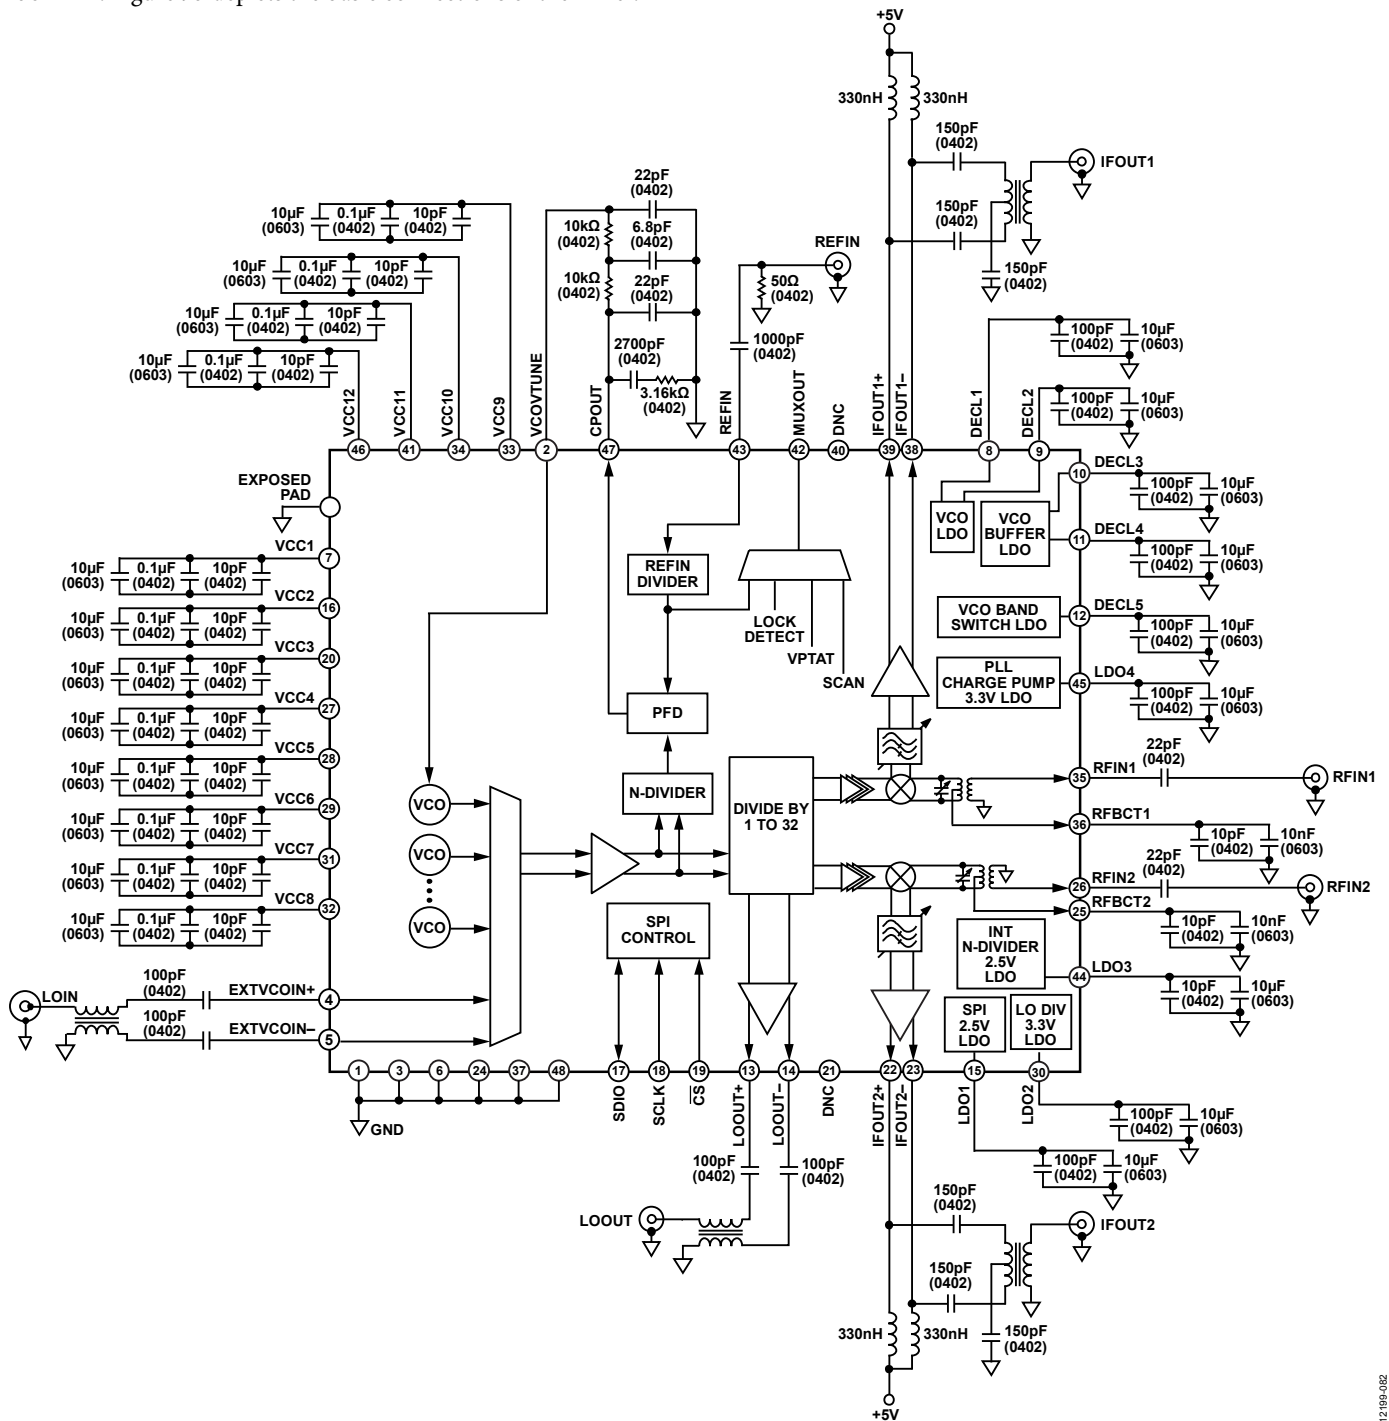 +5V
330nH
330nH
150pF
(0402)
IFOUT1
150pF
(0402)
150pF
(0402)
22pF
(0402)
10kΩ
(0402)
6.8pF
(0402)
10kΩ
(0402)
22pF
(0402)
2700pF
(0402)
3.16kΩ
(0402)
REFIN
50Ω
(0402)
1000pF
(0402)
10µF
(0603)
0.1µF
(0402)
10pF
(0402)
10µF
(0603)
0.1µF
(0402)
10pF
(0402)
10µF
(0603)
0.1µF
(0402)
10pF
(0402)
10µF
(0603)
0.1µF
(0402)
10pF
(0402)
100pF
(0402)
10µF
(0603)
100pF
(0402)
10µF
(0603)
VCC12
VCC11
VCC10
VCC9
VCOVTUNE
CPOUT
REFIN
MUXOUT
DNC
IFOUT1+
IFOUT1–
DECL1
DECL2
46
41
34
33
2
47
43
42
40
39
38
8
9
EXPOSED
PAD
VCC1
7
10µF
(0603)
0.1µF
(0402)
10pF
(0402)
VCC2
16
10µF
(0603)
0.1µF
(0402)
10pF
(0402)
VCC3
20
10µF
(0603)
0.1µF
(0402)
10pF
(0402)
VCC4
27
10µF
(0603)
0.1µF
(0402)
10pF
(0402)
VCC5
28
10µF
(0603)
0.1µF
(0402)
10pF
(0402)
VCC6
29
10µF
(0603)
0.1µF
(0402)
10pF
(0402)
VCC7
31
10µF
(0603)
0.1µF
(0402)
10pF
(0402)
VCC8
32
10µF
(0603)
0.1µF
(0402)
10pF
(0402)
LOIN
100pF
(0402)
EXTVCOIN+
4
100pF
(0402)
EXTVCOIN–
5
REFIN
DIVIDER
LOCK
DETECT
VPTAT
SCAN
PFD
N-DIVIDER
VCO
VCO
VCO
DIVIDE BY
1 TO 32
SPI
CONTROL
VCO
LDO
VCO
BUFFER
LDO
VCO BAND
SWITCH LDO
PLL
CHARGE PUMP
3.3V LDO
INT
N-DIVIDER
2.5V
LDO
SPI
2.5V
LDO
LO DIV
3.3V
LDO
10
DECL3
100pF
(0402)
10µF
(0603)
11
DECL4
100pF
(0402)
10µF
(0603)
12
DECL5
100pF
(0402)
10µF
(0603)
45
LDO4
100pF
(0402)
10µF
(0603)
35
RFIN1
22pF
(0402)
RFIN1
36
RFBCT1
10pF
(0402)
10nF
(0603)
26
RFIN2
22pF
(0402)
RFIN2
25
RFBCT2
10pF
(0402)
10nF
(0603)
44
LDO3
10pF
(0402)
10µF
(0603)
1
3
6
24
37
48
17
18
19
13
14
21
22
23
15
30
GND
SDIO
SCLK
CS
LOOUT+
LOOUT–
DNC
IFOUT2+
IFOUT2–
LDO1
LDO2
100pF
(0402)
10µF
(0603)
100pF
(0402)
10µF
(0603)
100pF
(0402)
100pF
(0402)
LOOUT
150pF
(0402)
IFOUT2
150pF
(0402)
150pF
(0402)
330nH
330nH
+5V
12199-082